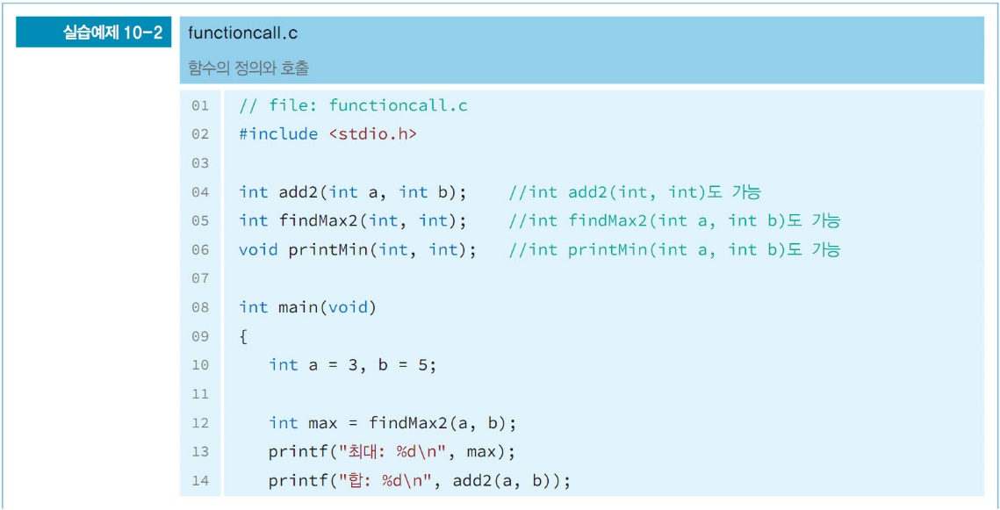 실습예제 10-2
functioncall.c
함수의 정의와 호출
01 // file: functioncall.c
02 #include <stdio.h>
03
04 int add2(int a, int b);    //int add2(int, int)도 가능
05 int findMax2(int, int);    //int findMax2(int a, int b)도 가능
06 void printMin(int, int);   //int printMin(int a, int b)도 가능
07
08 int main(void)
09 {
10    int a = 3, b = 5;
11
12    int max = findMax2(a, b);
13    printf("최대: %d\n", max);
14    printf("합: %d\n", add2(a, b));